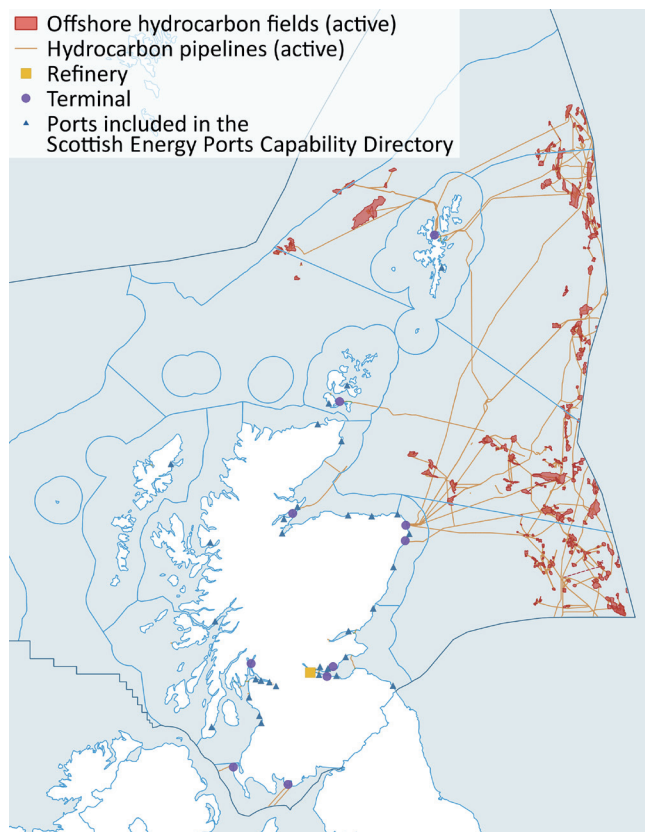 Offshore hydrocarbon fields (active)
Hydrocarbon pipelines (active)
Refinery
Terminal
Ports included in the
Scottish Energy Ports Capability Directory